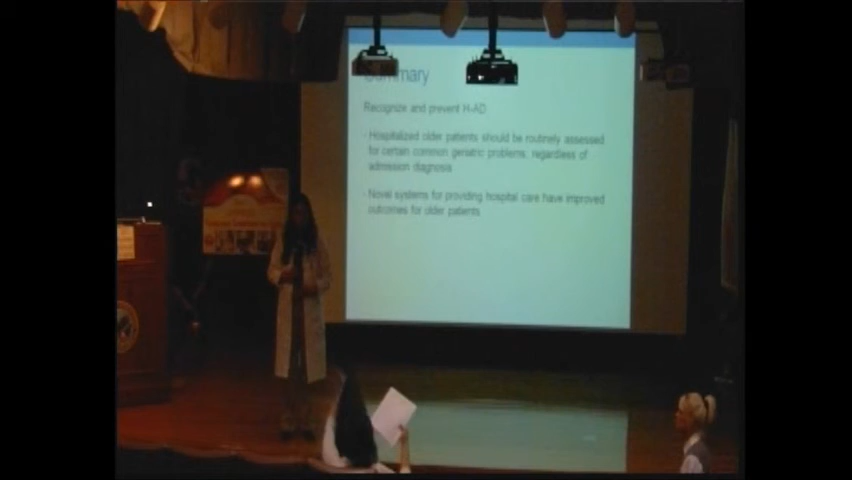 Summary
Recognize and prevent H-AD
- Hospitalized older patients should be routinely assessed
for certain common geriatric problems, regardless of
admission diagnosis
- Novel systems for providing hospital care have improved
outcomes for older patients